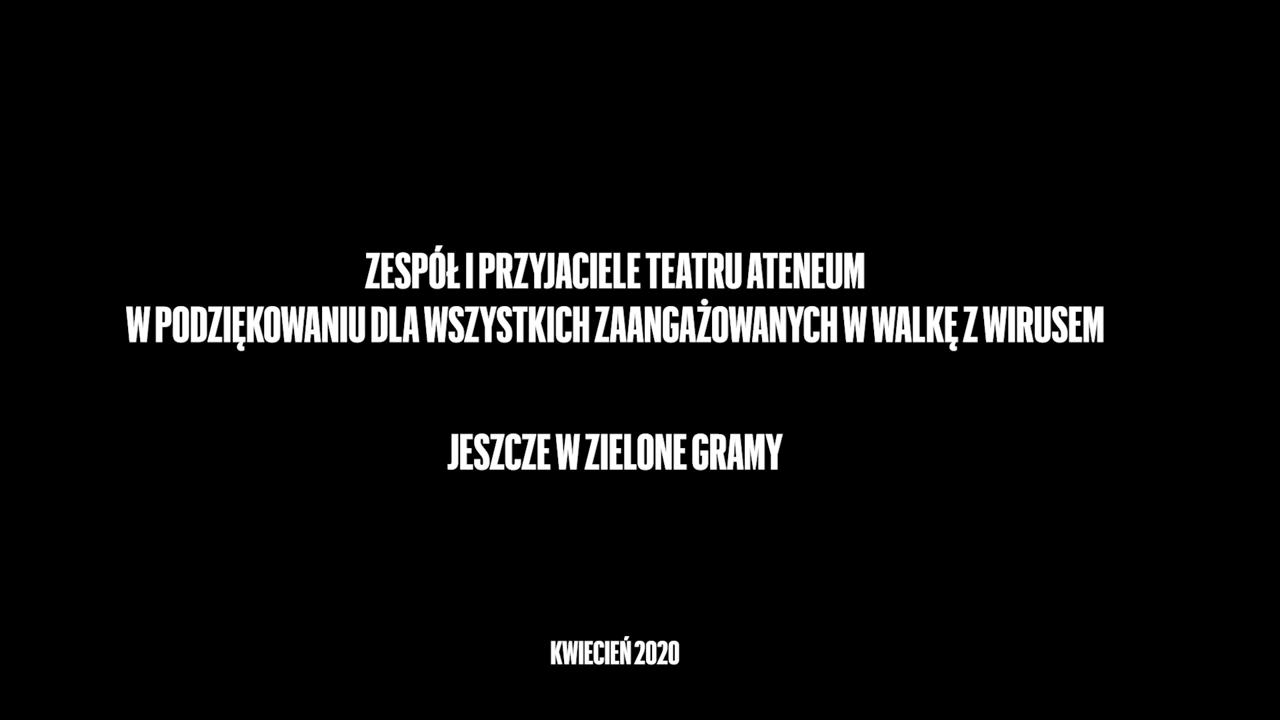 ZESPÓŁ I PRZYJACIELE TEATRU ATENEUM
W PODZIĘKOWANIU DLA WSZYSTKICH ZAANGAŻOWANYCH W WALKĘ Z WIRUSEM
JESZCZE W ZIELONE GRAMY
KWIECIEŃ 2020